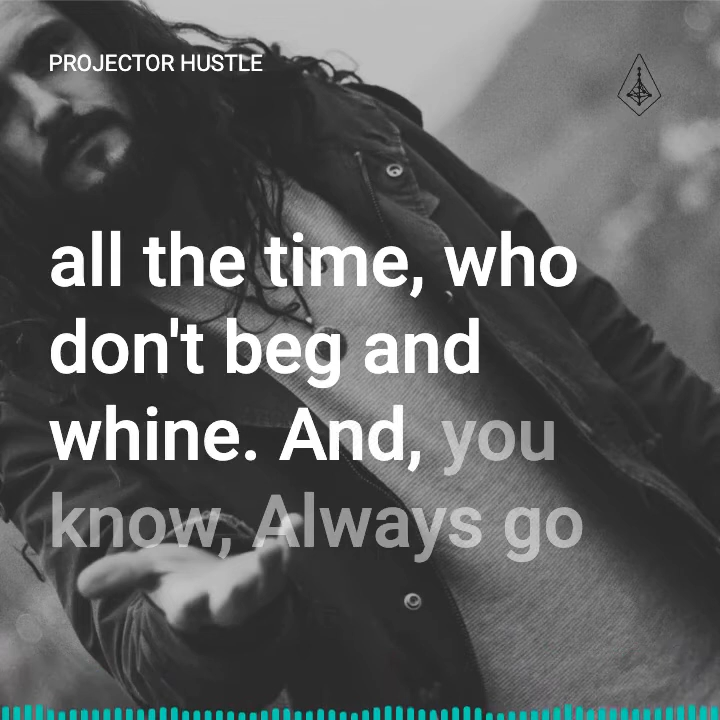 PROJECTOR HUSTLE
all the time, who
don't beg and
whine. And, you
know, Always go